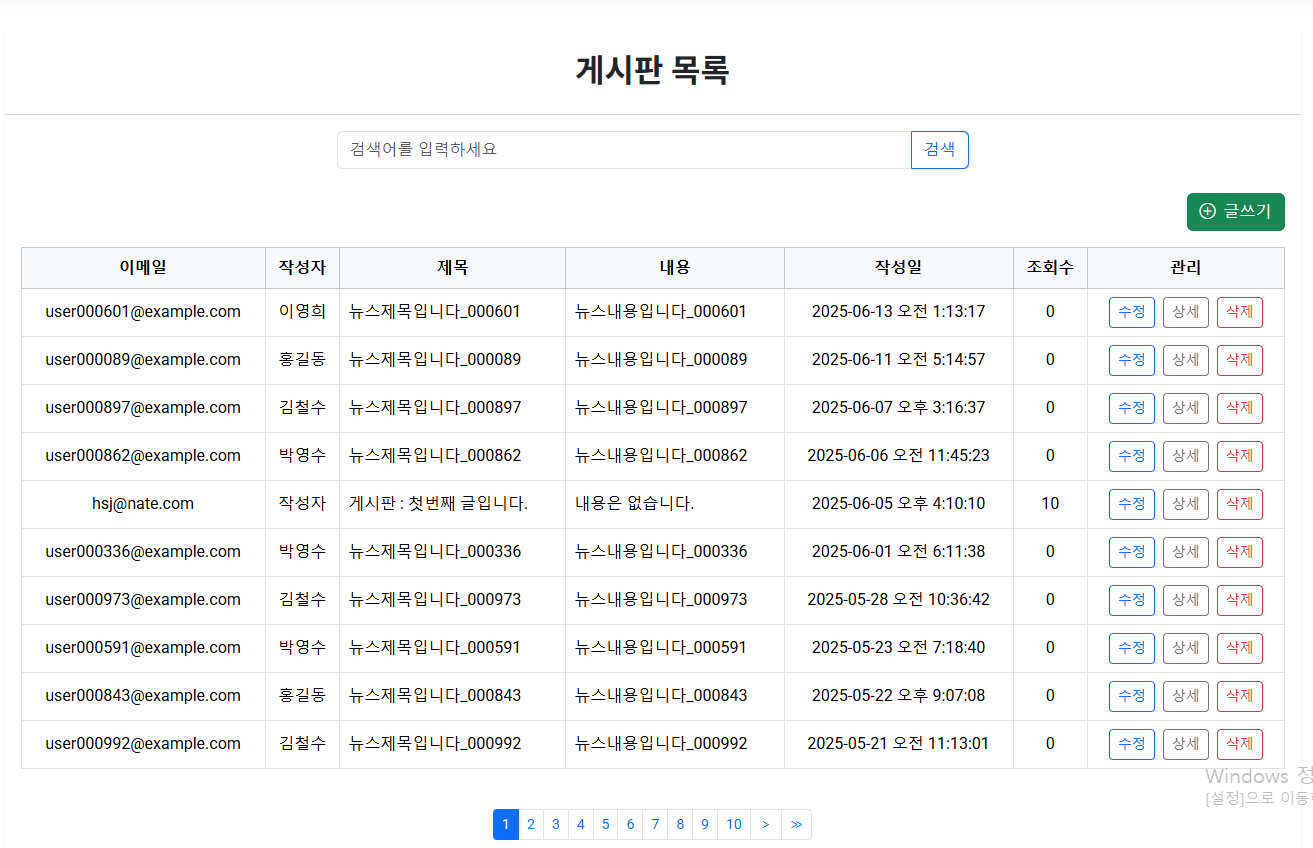 게시판 목록
검색어를 입력하세요 검색
글쓰기
이메일 작성자 제목 내용 작성일 조회수 관리
user000601@example.com 이영희 뉴스제목입니다_000601 뉴스내용입니다_000601 2025-06-13 오전 1:13:17 0 수정 상세 삭제
user000089@example.com 홍길동 뉴스제목입니다_000089 뉴스내용입니다_000089 2025-06-11 오전 5:14:57 0 수정 상세 삭제
user000897@example.com 김철수 뉴스제목입니다_000897 뉴스내용입니다_000897 2025-06-07 오후 3:16:37 0 수정 상세 삭제
user000862@example.com 박영수 뉴스제목입니다_000862 뉴스내용입니다_000862 2025-06-06 오전 11:45:23 0 수정 상세 삭제
hsj@nate.com 작성자 게시판 : 첫번째 글입니다. 내용은 없습니다. 2025-06-05 오후 4:10:10 10 수정 상세 삭제
user000336@example.com 박영수 뉴스제목입니다_000336 뉴스내용입니다_000336 2025-06-01 오전 6:11:38 0 수정 상세 삭제
user000973@example.com 김철수 뉴스제목입니다_000973 뉴스내용입니다_000973 2025-05-28 오전 10:36:42 0 수정 상세 삭제
user000591@example.com 박영수 뉴스제목입니다_000591 뉴스내용입니다_000591 2025-05-23 오전 7:18:40 0 수정 상세 삭제
user000843@example.com 홍길동 뉴스제목입니다_000843 뉴스내용입니다_000843 2025-05-22 오후 9:07:08 0 수정 상세 삭제
user000992@example.com 김철수 뉴스제목입니다_000992 뉴스내용입니다_000992 2025-05-21 오전 11:13:01 0 수정 상세 삭제
Windows 정
[설정]으로 이동
1 2 3 4 5 6 7 8 9 10 > ≫